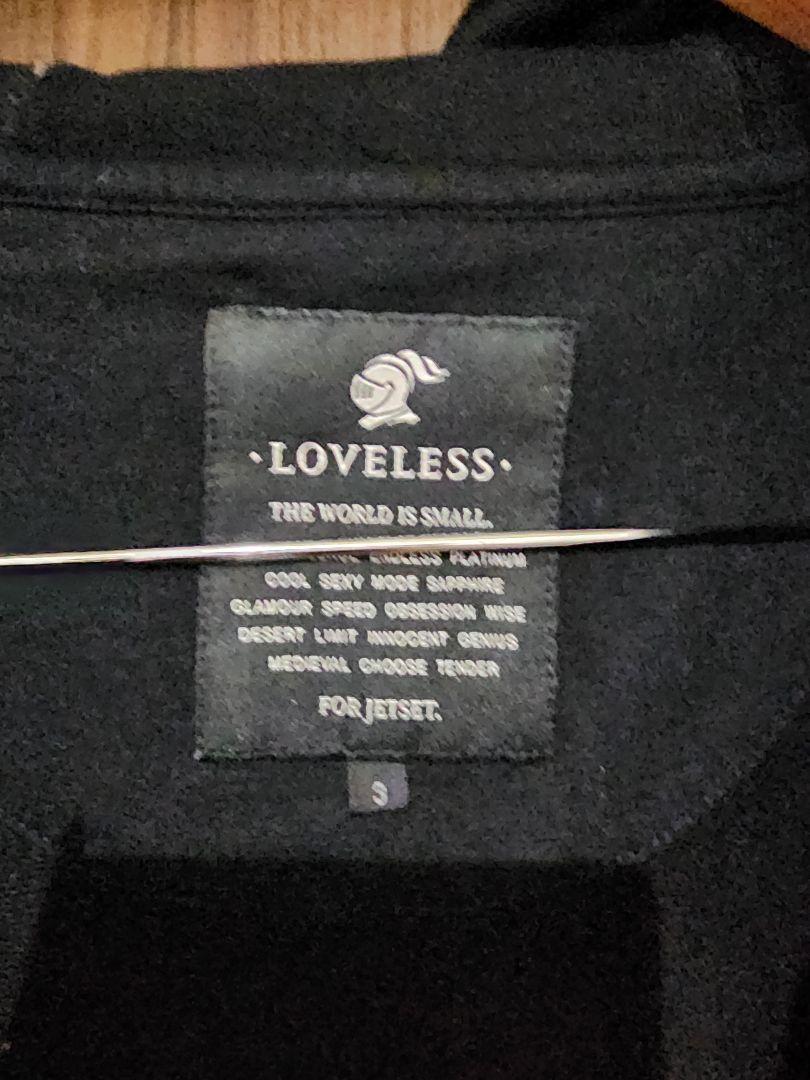 ·LOVELESS·
THE WORLD IS SMALL.
ENDLESS PLATINUM
COOL SEXY MODE SAPPHIRE
GLAMOUR SPEED OBSESSION WISE
DESERT LIMIT INNOCENT GENIUS
MEDIEVAL CHOOSE TENDER
FOR JETSET.
S